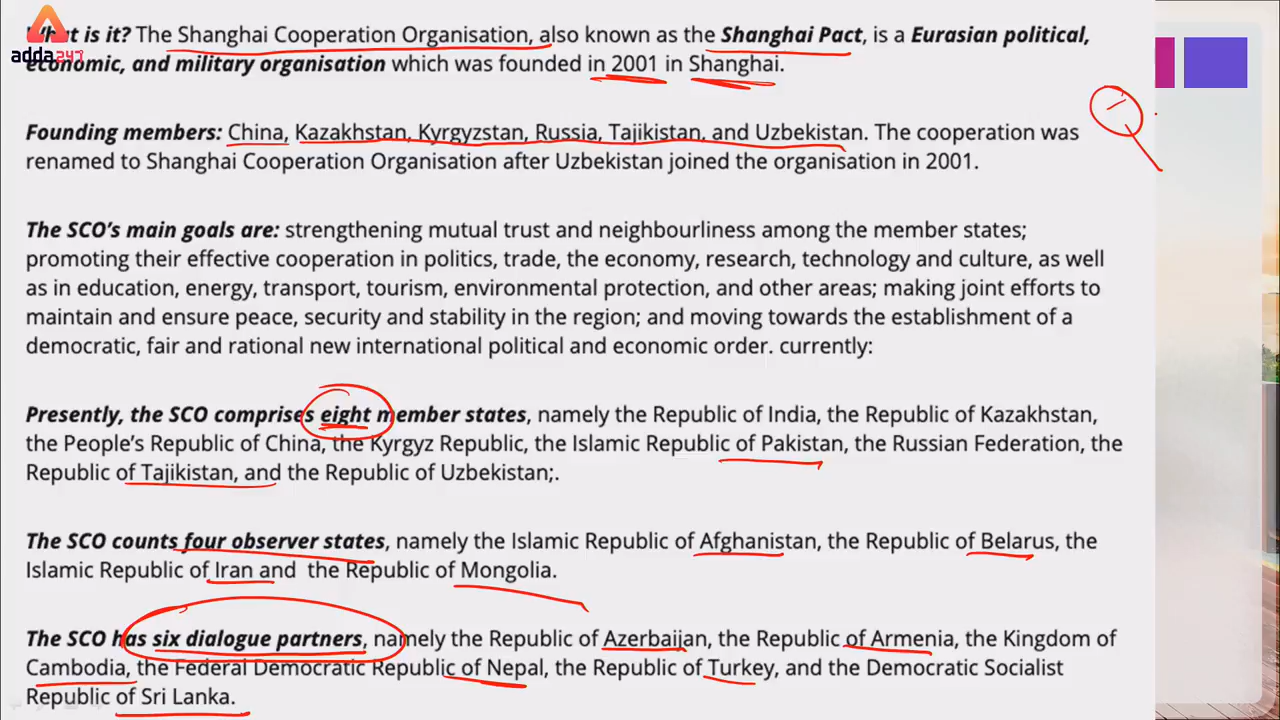 adda247
What is it? The Shanghai Cooperation Organisation, also known as the Shanghai Pact, is a Eurasian political,
economic, and military organisation which was founded in 2001 in Shanghai.
Founding members: China, Kazakhstan, Kyrgyzstan, Russia, Tajikistan, and Uzbekistan. The cooperation was
renamed to Shanghai Cooperation Organisation after Uzbekistan joined the organisation in 2001.
The SCO's main goals are: strengthening mutual trust and neighbourliness among the member states;
promoting their effective cooperation in politics, trade, the economy, research, technology and culture, as well
as in education, energy, transport, tourism, environmental protection, and other areas; making joint efforts to
maintain and ensure peace, security and stability in the region; and moving towards the establishment of a
democratic, fair and rational new international political and economic order. currently:
Presently, the SCO comprises eight member states, namely the Republic of India, the Republic of Kazakhstan,
the People's Republic of China, the Kyrgyz Republic, the Islamic Republic of Pakistan, the Russian Federation, the
Republic of Tajikistan, and the Republic of Uzbekistan;.
The SCO counts four observer states, namely the Islamic Republic of Afghanistan, the Republic of Belarus, the
Islamic Republic of Iran and the Republic of Mongolia.
The SCO has six dialogue partners, namely the Republic of Azerbaijan, the Republic of Armenia, the Kingdom of
Cambodia, the Federal Democratic Republic of Nepal, the Republic of Turkey, and the Democratic Socialist
Republic of Sri Lanka.